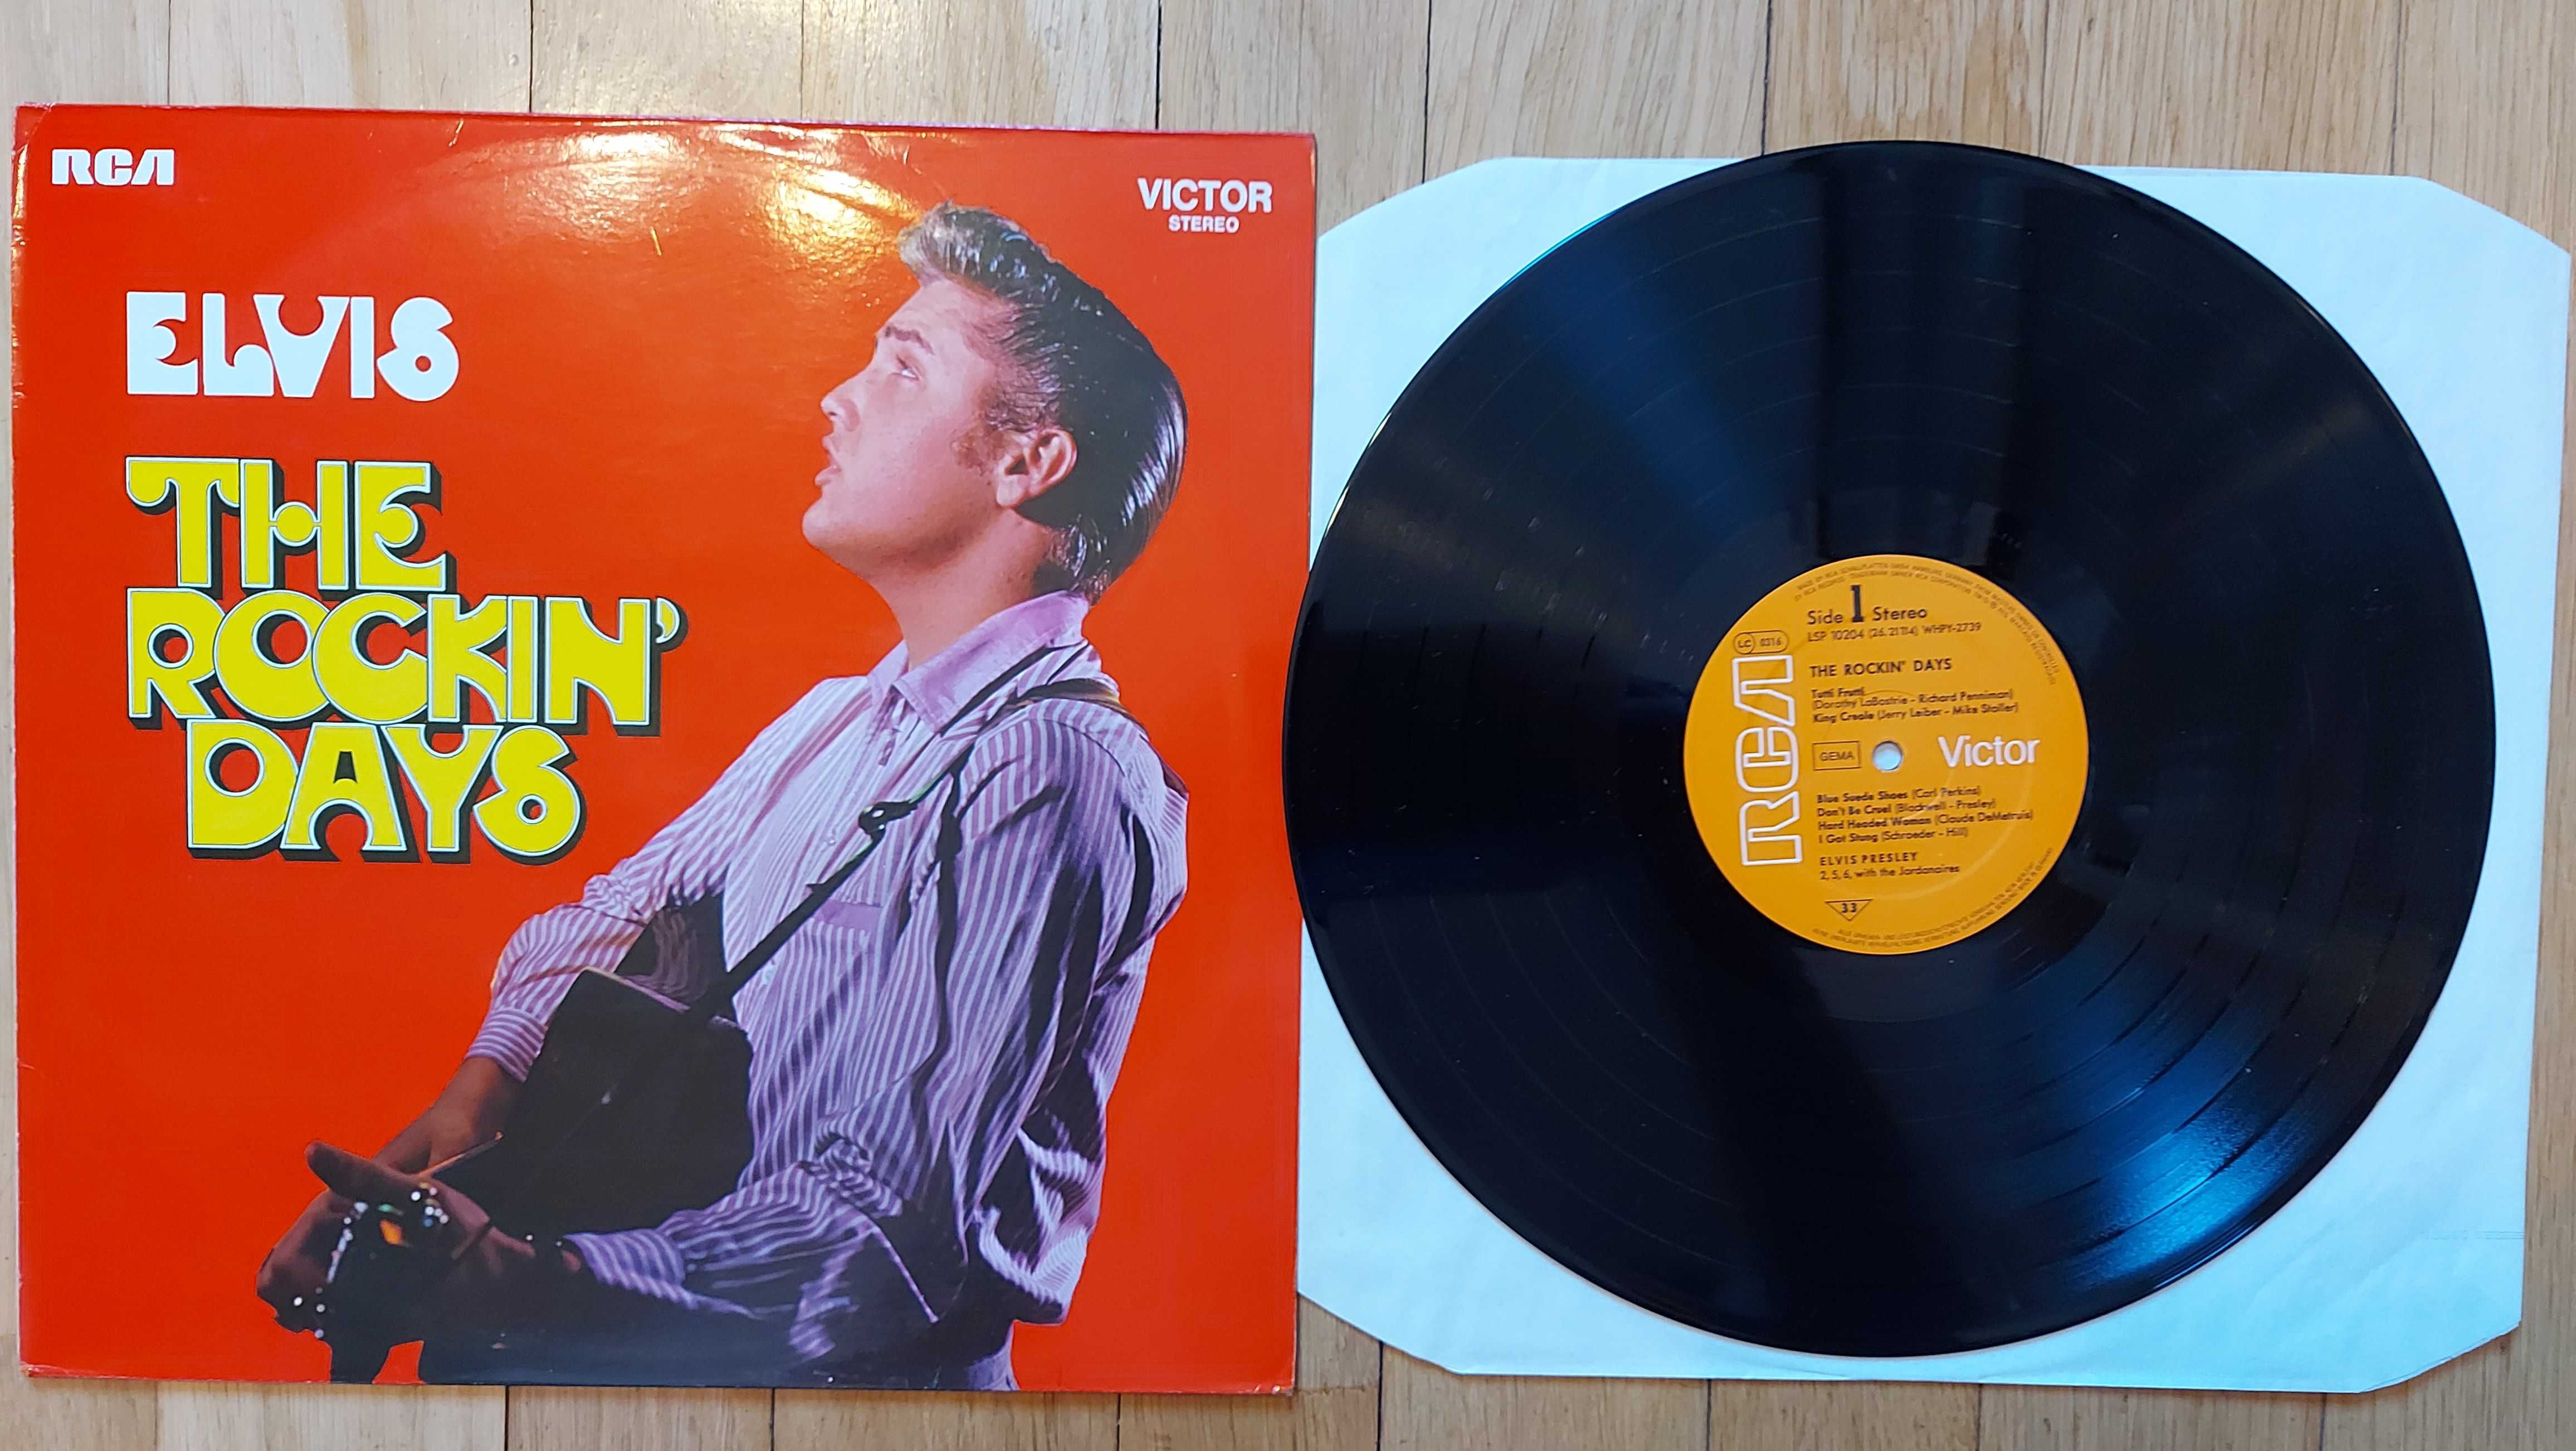 RCA
VICTOR
STEREO
ELVIS
THE
ROCKIN'
DAYS
Side 1 Stereo
LSP 10204 (26.21114) WHPY-2739
LC 0316
THE ROCKIN' DAYS
Tutti Frutti
(Dorothy LaBostrie - Richard Penniman)
King Creole (Jerry Leiber - Mike Stoller)
RCA
GEMA
Victor
Blue Suede Shoes (Carl Perkins)
Don't Be Cruel (Blackwell - Presley)
Hard Headed Woman (Claude DeMetruis)
I Got Stung (Schroeder - Hill)
ELVIS PRESLEY
2, 5, 6, with the Jordanaires
33